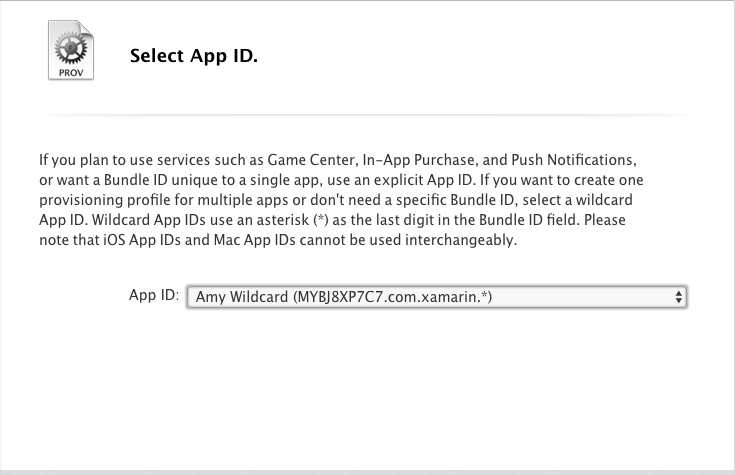 PROV
Select App ID.
If you plan to use services such as Game Center, In-App Purchase, and Push Notifications,
or want a Bundle ID unique to a single app, use an explicit App ID. If you want to create one
provisioning profile for multiple apps or don't need a specific Bundle ID, select a wildcard
App ID. Wildcard App IDs use an asterisk (*) as the last digit in the Bundle ID field. Please
note that iOS App IDs and Mac App IDs cannot be used interchangeably.
App ID: Amy Wildcard (MYBJ8XP7C7.com.xamarin.*)